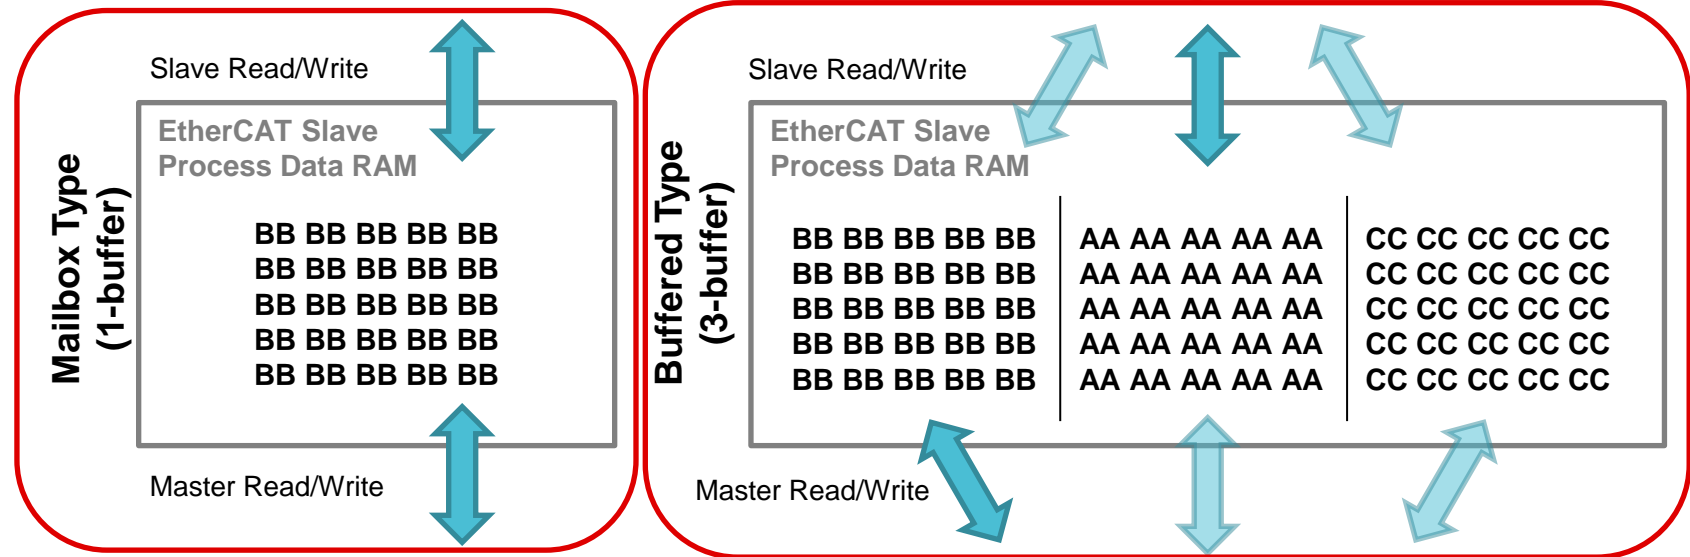 Mailbox Type
(1-buffer)
Slave Read/Write
EtherCAT Slave
Process Data RAM
BB BB BB BB BB
BB BB BB BB BB
BB BB BB BB BB
BB BB BB BB BB
BB BB BB BB BB
Master Read/Write
Buffered Type
(3-buffer)
Slave Read/Write
EtherCAT Slave
Process Data RAM
BB BB BB BB BB AA AA AA AA AA CC CC CC CC CC
BB BB BB BB BB AA AA AA AA AA CC CC CC CC CC
BB BB BB BB BB AA AA AA AA AA CC CC CC CC CC
BB BB BB BB BB AA AA AA AA AA CC CC CC CC CC
BB BB BB BB BB AA AA AA AA AA CC CC CC CC CC
Master Read/Write